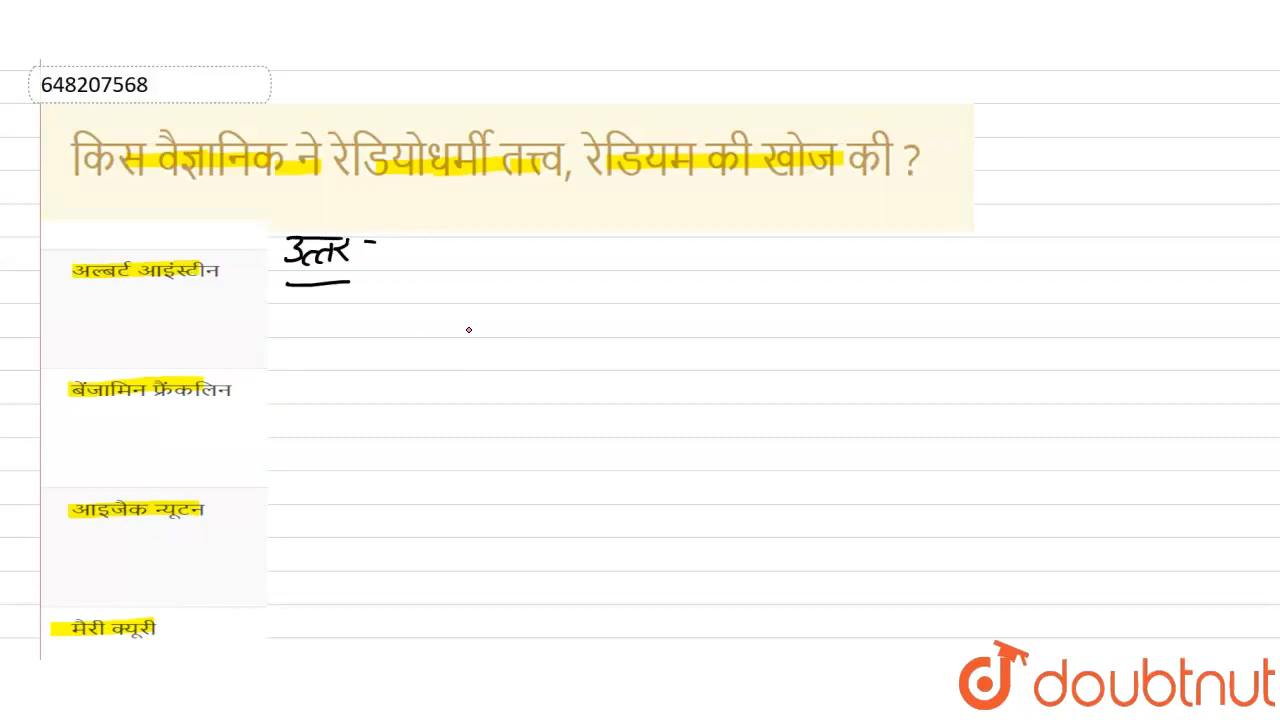 648207568
किस वैज्ञानिक ने रेडियोधर्मी तत्त्व, रेडियम की खोज की ?
उत्तर -
अल्बर्ट आइंस्टीन
बेंजामिन फ्रैंकलिन
आइजैक न्यूटन
मैरी क्यूरी
doubtnut